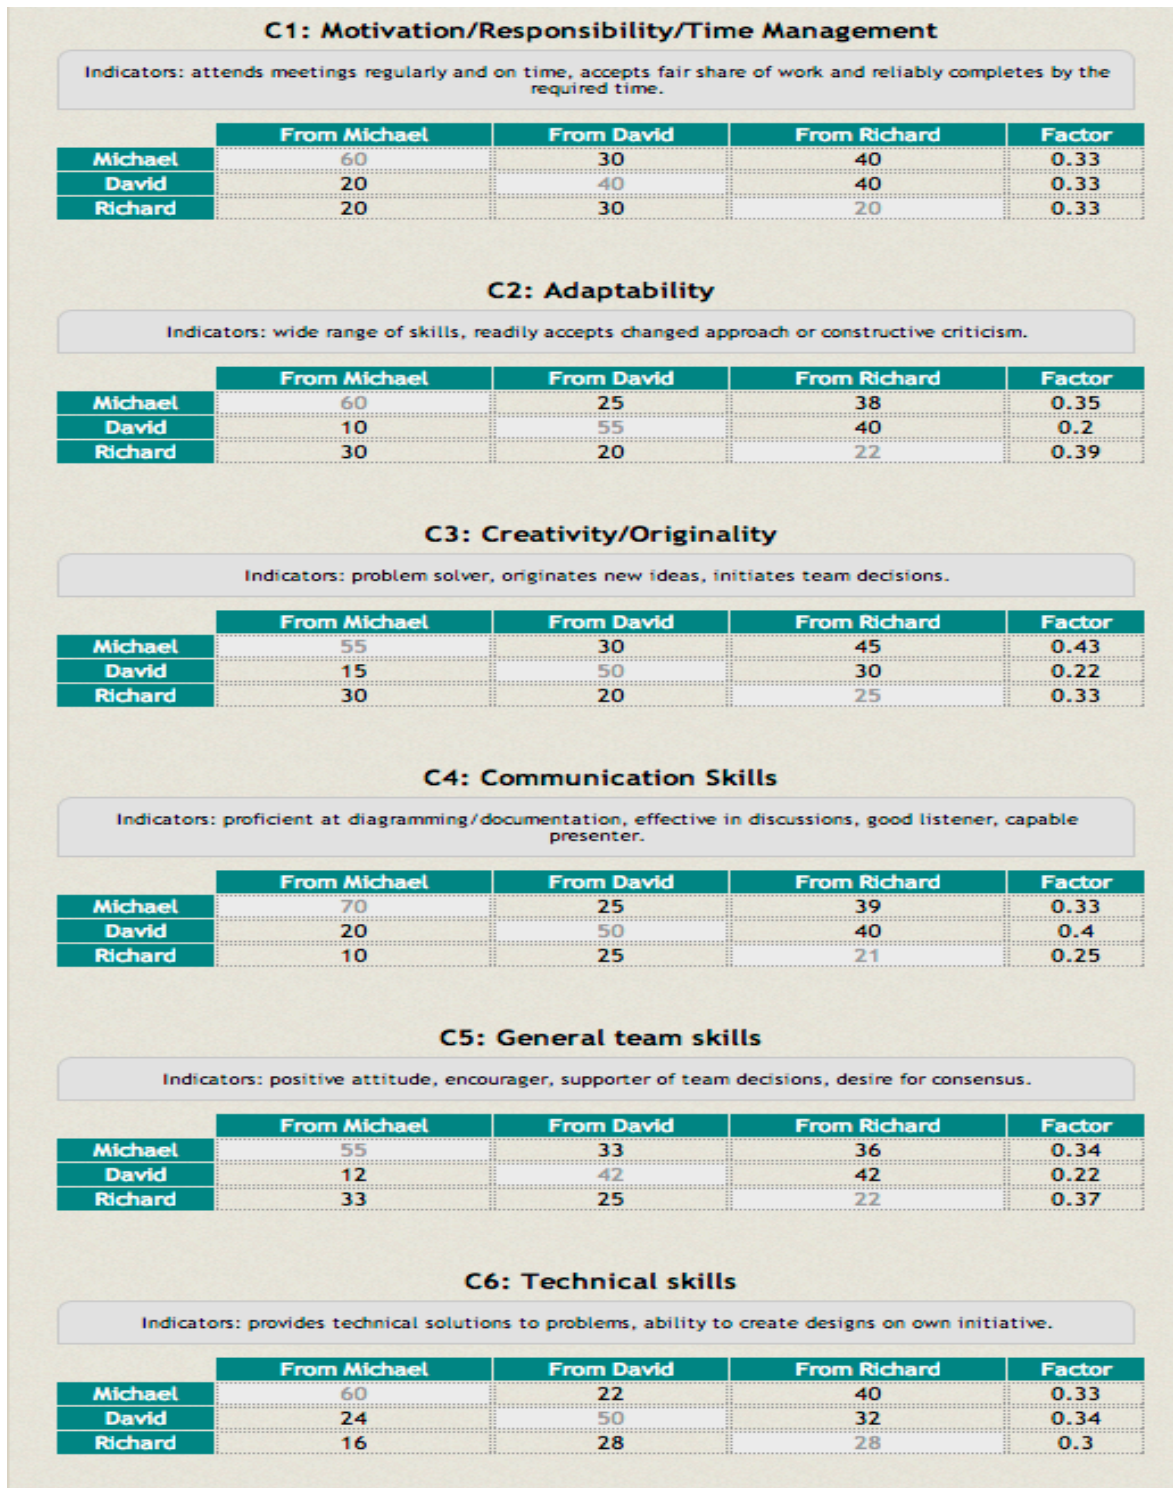 C1: Motivation/Responsibility/Time Management
Indicators: attends meetings regularly and on time, accepts fair share of work and reliably completes by the
required time.
From Michael From David From Richard Factor
Michael 60 30 40 0.33
David 20 40 40 0.33
Richard 20 30 20 0.33
C2: Adaptability
Indicators: wide range of skills, readily accepts changed approach or constructive criticism.
From Michael From David From Richard Factor
Michael 60 25 38 0.35
David 10 55 40 0.2
Richard 30 20 22 0.39
C3: Creativity/Originality
Indicators: problem solver, originates new ideas, initiates team decisions.
From Michael From David From Richard Factor
Michael 55 30 45 0.43
David 15 50 30 0.22
Richard 30 20 25 0.33
C4: Communication Skills
Indicators: proficient at diagramming/documentation, effective in discussions, good listener, capable
presenter.
From Michael From David From Richard Factor
Michael 70 25 39 0.33
David 20 50 40 0.4
Richard 10 25 21 0.25
C5: General team skills
Indicators: positive attitude, encourager, supporter of team decisions, desire for consensus.
From Michael From David From Richard Factor
Michael 55 33 36 0.34
David 12 42 42 0.22
Richard 33 25 22 0.37
C6: Technical skills
Indicators: provides technical solutions to problems, ability to create designs on own initiative.
From Michael From David From Richard Factor
Michael 60 22 40 0.33
David 24 50 32 0.34
Richard 16 28 28 0.3